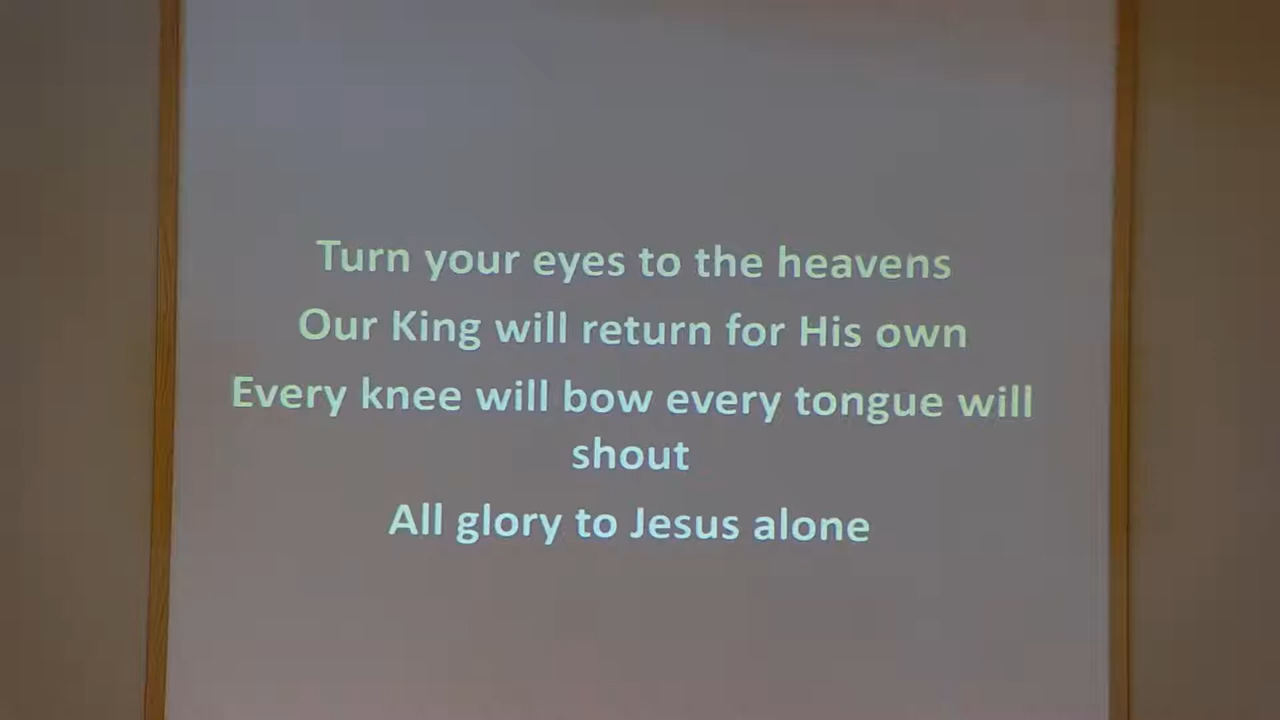 Turn your eyes to the heavens
Our King will return for His own
Every knee will bow every tongue will
shout
All glory to Jesus alone